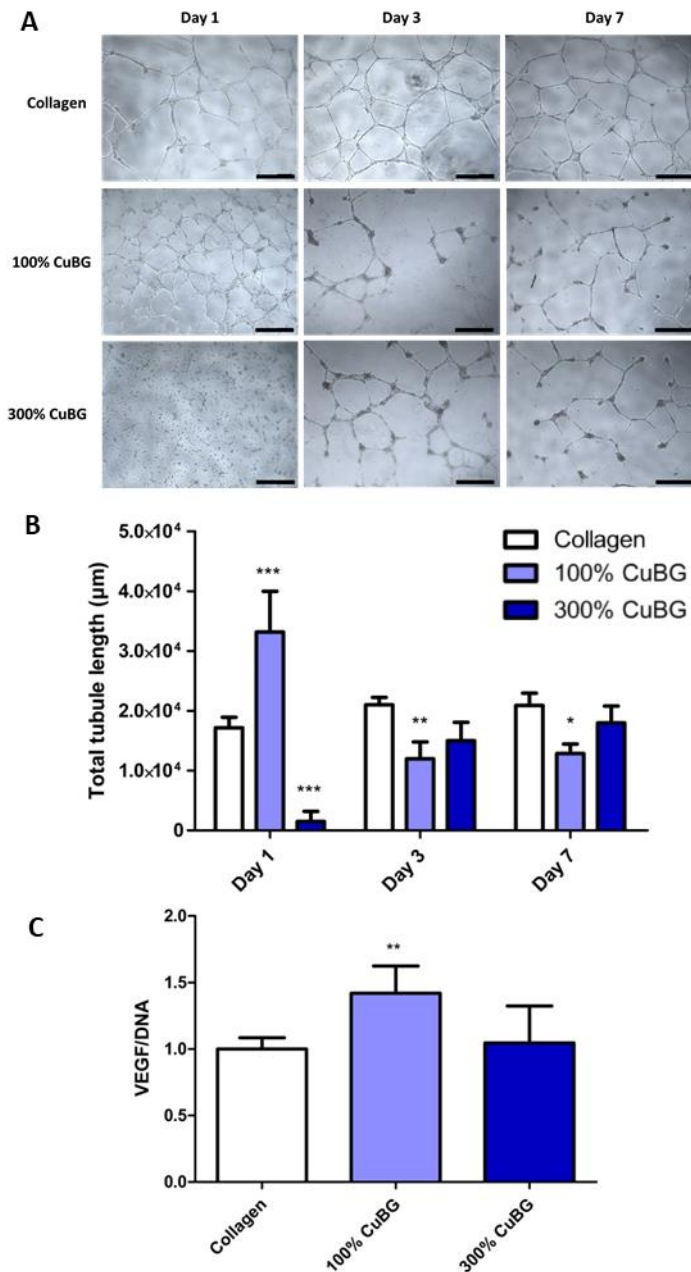 A
Day 1
Day 3
Day 7
Collagen
100% CuBG
300% CuBG
B
5.0×10⁴
4.0×10⁴
3.0×10⁴
2.0×10⁴
1.0×10⁴
0
Total tubule length (µm)
***
***
**
*
Collagen
100% CuBG
300% CuBG
Day 1
Day 3
Day 7
C
2.0
1.5
1.0
0.5
0.0
VEGF/DNA
**
Collagen
100% CuBG
300% CuBG